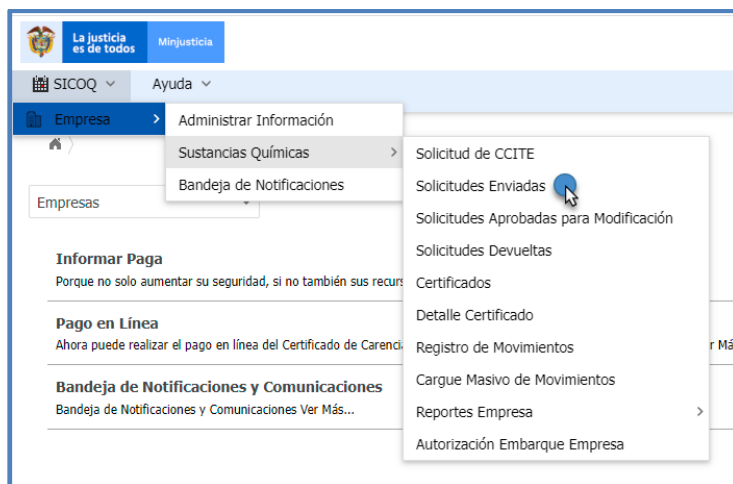 La justicia
es de todos
Minjusticia
SICOQ
Ayuda
Empresa
Administrar Información
Sustancias Químicas
Bandeja de Notificaciones
Solicitud de CCITE
Solicitudes Enviadas
Solicitudes Aprobadas para Modificación
Solicitudes Devueltas
Certificados
Detalle Certificado
Registro de Movimientos
Cargue Masivo de Movimientos
Reportes Empresa
Autorización Embarque Empresa
Empresas
Informar Paga
Porque no solo aumentar su seguridad, si no también sus
Pago en Línea
Ahora puede realizar el pago en línea del Certificado de
Bandeja de Notificaciones y Comunicaciones
Bandeja de Notificaciones y Comunicaciones Ver Más...